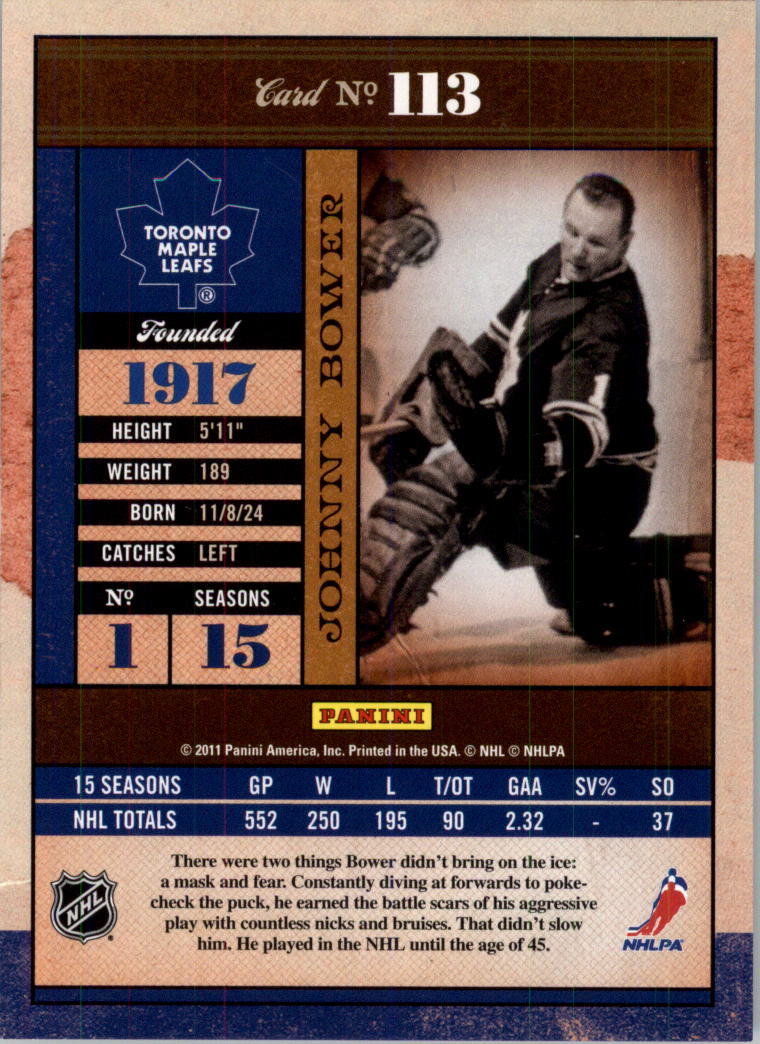 Card Nº 113
TORONTO
MAPLE
LEAFS
®
Founded
1917
HEIGHT 5'11"
WEIGHT 189
BORN 11/8/24
CATCHES LEFT
Nº SEASONS
1 15
JOHNNY BOWER
1
PANINI
© 2011 Panini America, Inc. Printed in the USA. © NHL © NHLPA
15 SEASONS GP W L T/OT GAA SV% SO
NHL TOTALS 552 250 195 90 2.32 - 37
There were two things Bower didn't bring on the ice:
a mask and fear. Constantly diving at forwards to poke-
check the puck, he earned the battle scars of his aggressive
play with countless nicks and bruises. That didn't slow
him. He played in the NHL until the age of 45.
NHL
NHLPA